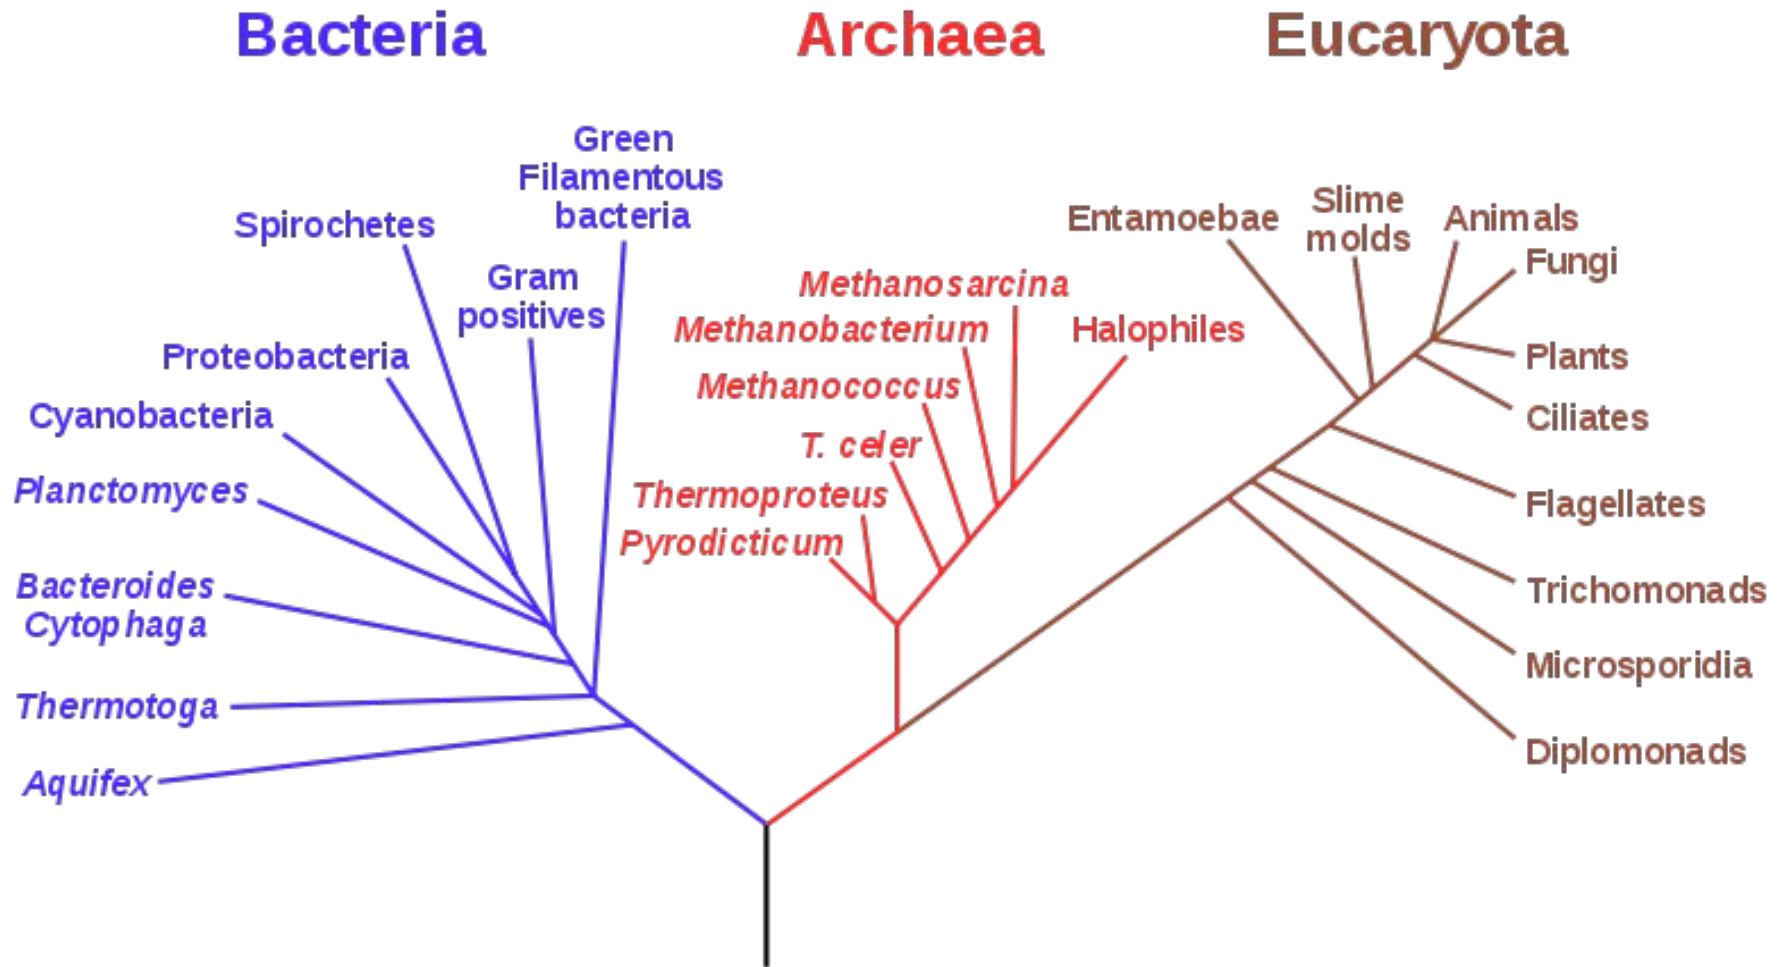 Bacteria
Archaea
Eucaryota
Green
Filamentous
bacteria
Spirochetes
Gram
positives
Proteobacteria
Cyanobacteria
Planctomyces
Bacteroides
Cytophaga
Thermotoga
Aquifex
Methanosarcina
Methanobacterium
Halophiles
Methanococcus
T. celer
Thermoproteus
Pyrodicticum
Entamoebae
Slime
molds
Animals
Fungi
Plants
Ciliates
Flagellates
Trichomonads
Microsporidia
Diplomonads